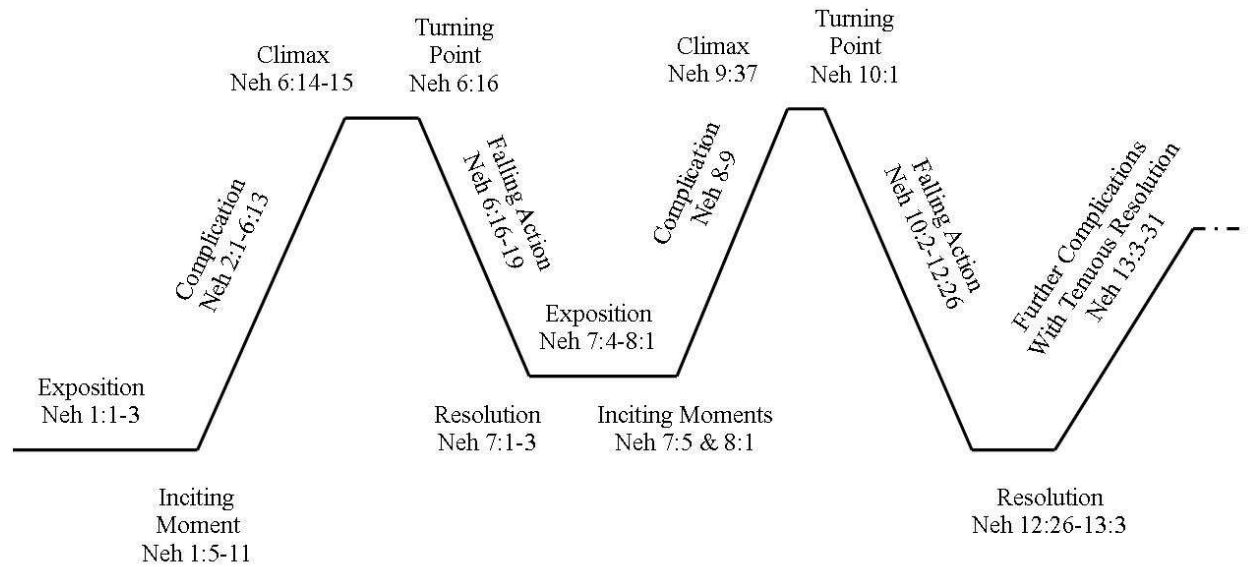 Climax
Neh 6:14-15
Turning
Point
Neh 6:16
Climax
Neh 9:37
Turning
Point
Neh 10:1
Complication
Neh 2:1-6:13
Falling Action
Neh 6:16-19
Complication
Neh 8-9
Falling Action
Neh 10:2-12:26
Further Complications
With Tenuous Resolution
Neh 13:3-31
Exposition
Neh 7:4-8:1
Exposition
Neh 1:1-3
Resolution
Neh 7:1-3
Inciting Moments
Neh 7:5 & 8:1
Inciting
Moment
Neh 1:5-11
Resolution
Neh 12:26-13:3